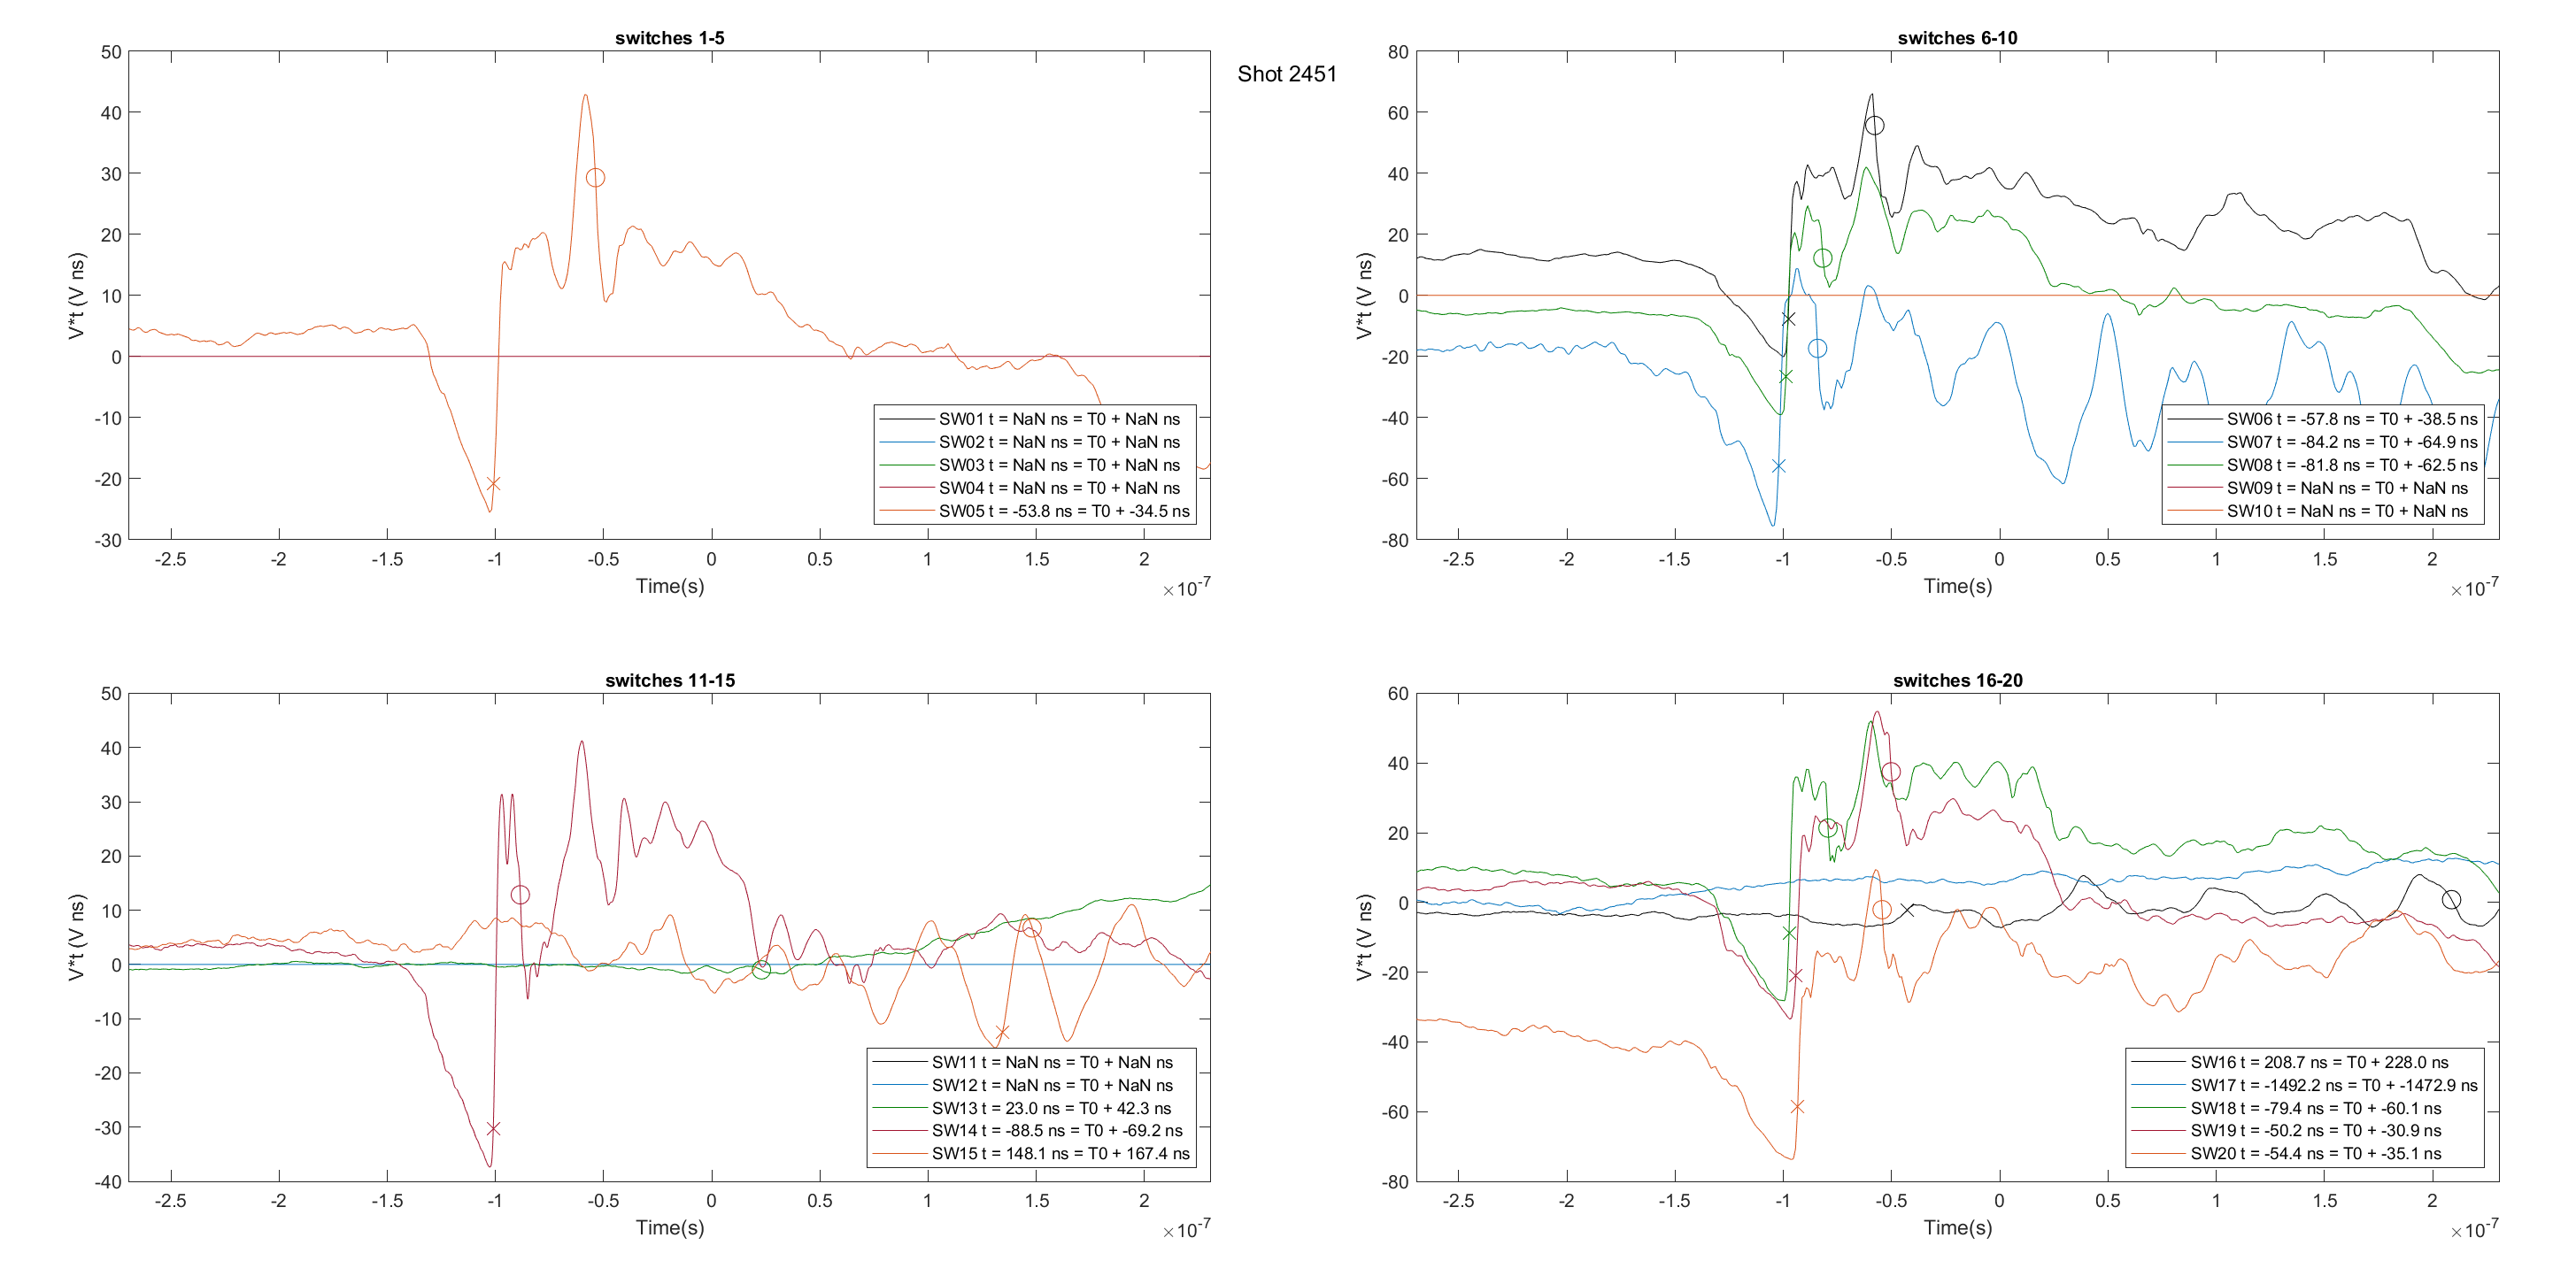 Shot 2451
switches 1-5
50
40
30
20
10
0
-10
-20
-30
V*t (V ns)
-2.5 -2 -1.5 -1 -0.5 0 0.5 1 1.5 2
Time(s)
×10-7
SW01 t = NaN ns = T0 + NaN ns
SW02 t = NaN ns = T0 + NaN ns
SW03 t = NaN ns = T0 + NaN ns
SW04 t = NaN ns = T0 + NaN ns
SW05 t = -53.8 ns = T0 + -34.5 ns
switches 6-10
80
60
40
20
0
-20
-40
-60
-80
V*t (V ns)
-2.5 -2 -1.5 -1 -0.5 0 0.5 1 1.5 2
Time(s)
×10-7
SW06 t = -57.8 ns = T0 + -38.5 ns
SW07 t = -84.2 ns = T0 + -64.9 ns
SW08 t = -81.8 ns = T0 + -62.5 ns
SW09 t = NaN ns = T0 + NaN ns
SW10 t = NaN ns = T0 + NaN ns
switches 11-15
50
40
30
20
10
0
-10
-20
-30
-40
V*t (V ns)
-2.5 -2 -1.5 -1 -0.5 0 0.5 1 1.5 2
Time(s)
×10-7
SW11 t = NaN ns = T0 + NaN ns
SW12 t = NaN ns = T0 + NaN ns
SW13 t = 23.0 ns = T0 + 42.3 ns
SW14 t = -88.5 ns = T0 + -69.2 ns
SW15 t = 148.1 ns = T0 + 167.4 ns
switches 16-20
60
40
20
0
-20
-40
-60
-80
V*t (V ns)
-2.5 -2 -1.5 -1 -0.5 0 0.5 1 1.5 2
Time(s)
×10-7
SW16 t = 208.7 ns = T0 + 228.0 ns
SW17 t = -1492.2 ns = T0 + -1472.9 ns
SW18 t = -79.4 ns = T0 + -60.1 ns
SW19 t = -50.2 ns = T0 + -30.9 ns
SW20 t = -54.4 ns = T0 + -35.1 ns